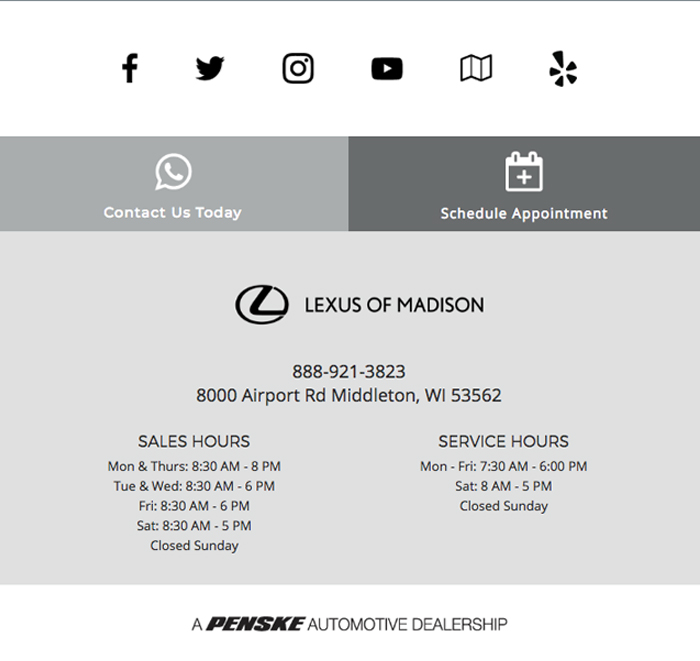 Contact Us Today
Schedule Appointment
LEXUS OF MADISON
888-921-3823
8000 Airport Rd Middleton, WI 53562
SALES HOURS
Mon & Thurs: 8:30 AM - 8 PM
Tue & Wed: 8:30 AM - 6 PM
Fri: 8:30 AM - 6 PM
Sat: 8:30 AM - 5 PM
Closed Sunday
SERVICE HOURS
Mon - Fri: 7:30 AM - 6:00 PM
Sat: 8 AM - 5 PM
Closed Sunday
A PENSKE AUTOMOTIVE DEALERSHIP